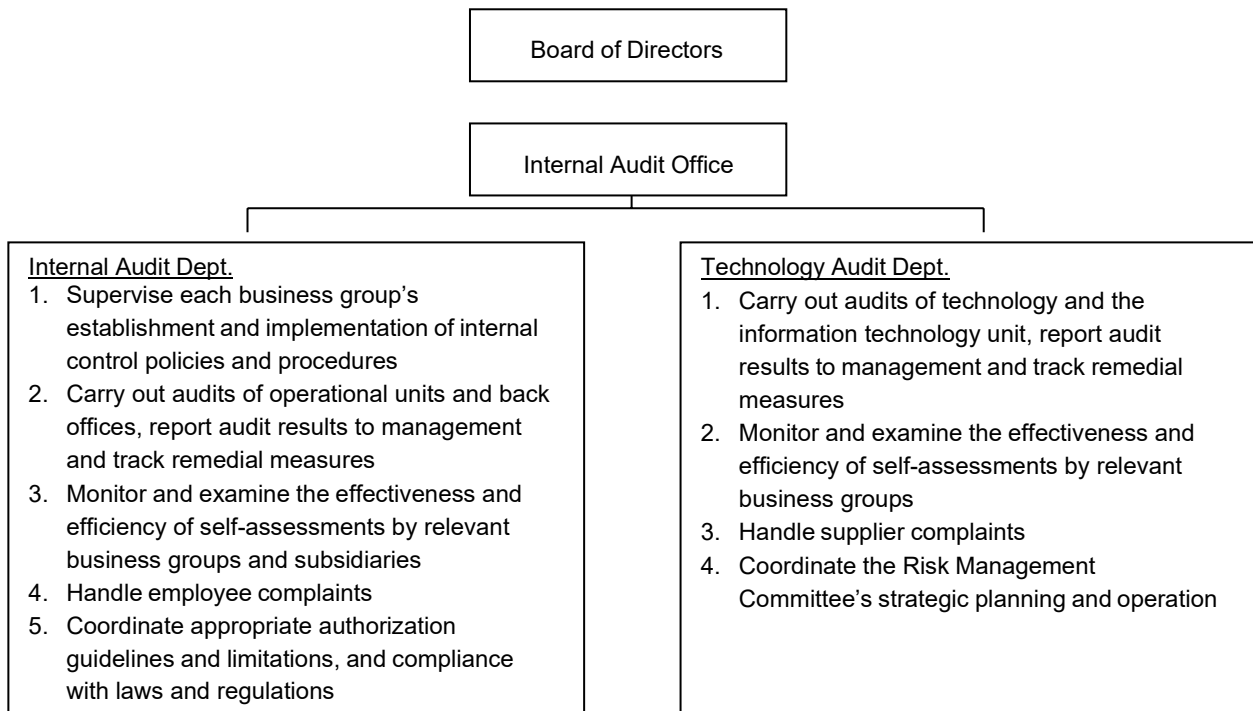 Board of Directors
Internal Audit Office
Internal Audit Dept.
1. Supervise each business group’s
establishment and implementation of internal
control policies and procedures
2. Carry out audits of operational units and back
offices, report audit results to management
and track remedial measures
3. Monitor and examine the effectiveness and
efficiency of self-assessments by relevant
business groups and subsidiaries
4. Handle employee complaints
5. Coordinate appropriate authorization
guidelines and limitations, and compliance
with laws and regulations
Technology Audit Dept.
1. Carry out audits of technology and the
information technology unit, report audit
results to management and track remedial
measures
2. Monitor and examine the effectiveness and
efficiency of self-assessments by relevant
business groups
3. Handle supplier complaints
4. Coordinate the Risk Management
Committee’s strategic planning and operation